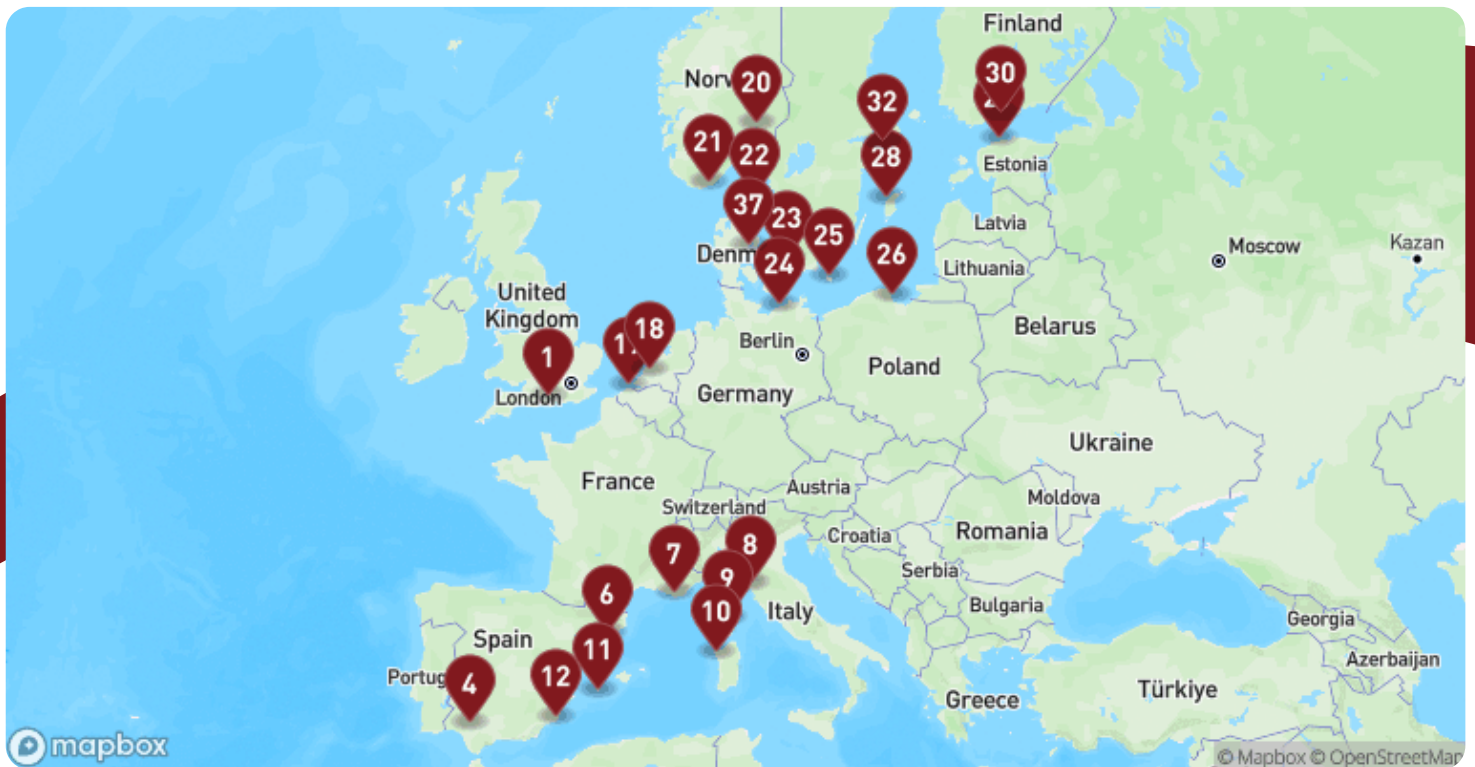 Finland
30
Norw
20
32
21
22
28
Estonia
37
23
25
Latvia
Denm
24
26
Lithuania
Moscow
Kazan
United
Kingdom
18
1
Berlin
Belarus
London
Germany
Poland
Ukraine
France
Austria
Switzerland
Moldova
Croatia
Romania
7
8
Serbia
9
6
10
Italy
Bulgaria
Georgia
Spain
11
Azerbaijan
Portug
4
12
Greece
Türkiye
mapbox
© Mapbox © OpenStreetMap